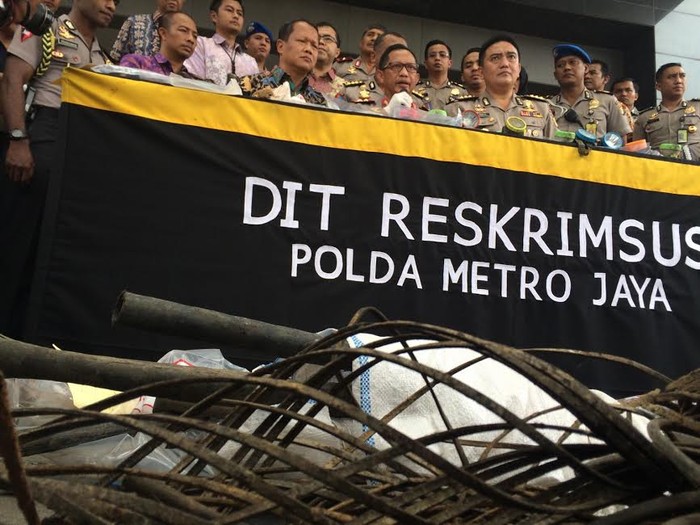 DIT RESKRIMSUS
POLDA METRO JAYA